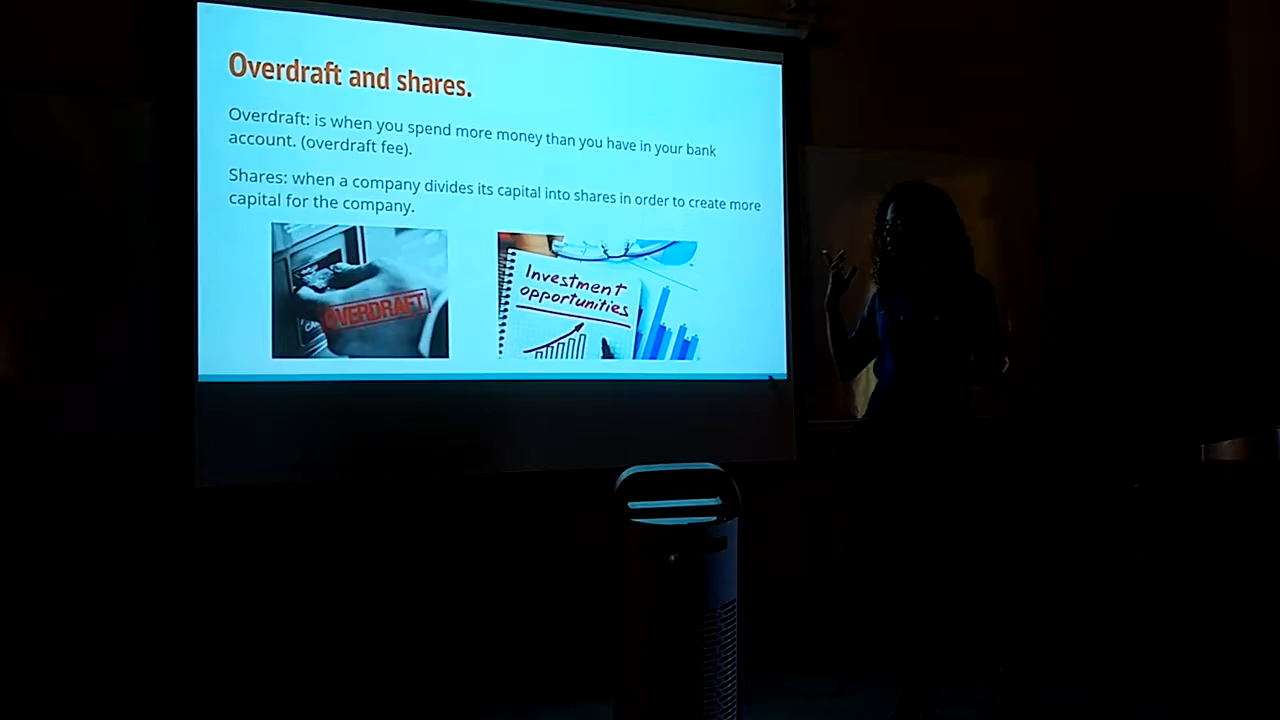 Overdraft and shares.
Overdraft: is when you spend more money than you have in your bank
account. (overdraft fee).
Shares: when a company divides its capital into shares in order to create more
capital for the company.
OVERDRAFT
Investment
opportunities